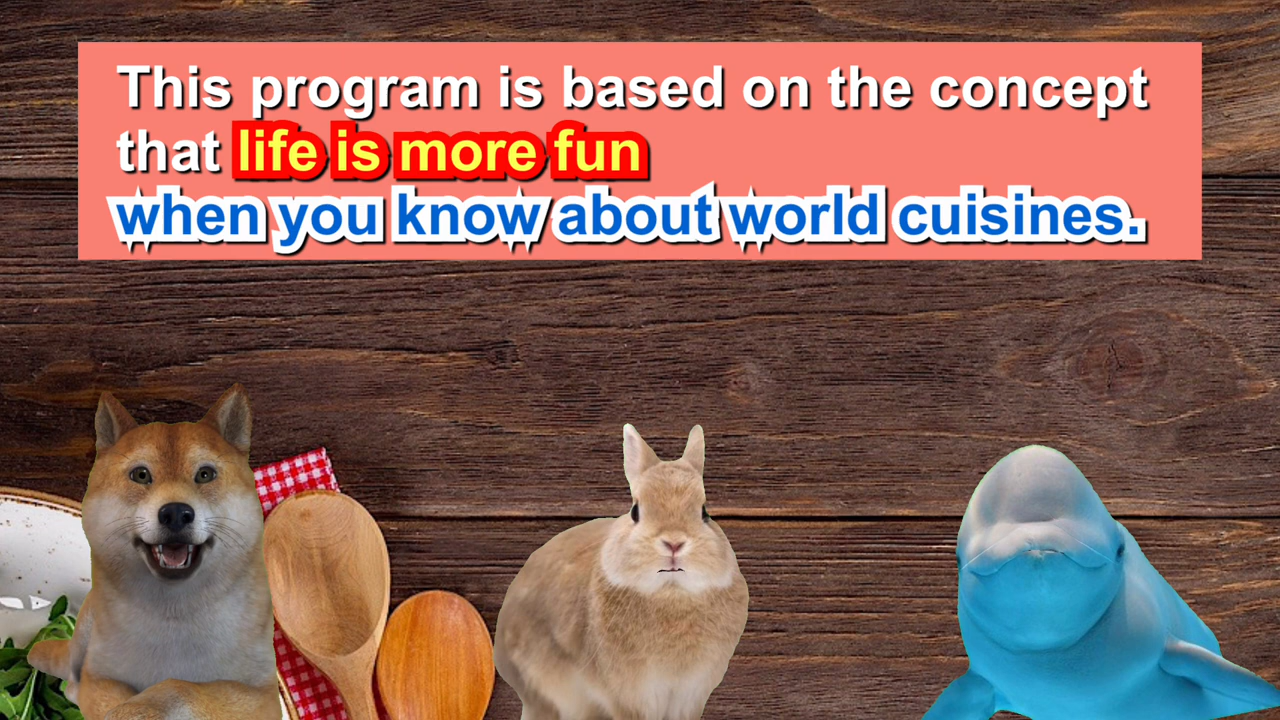 This program is based on the concept
that life is more fun
when you know about world cuisines.